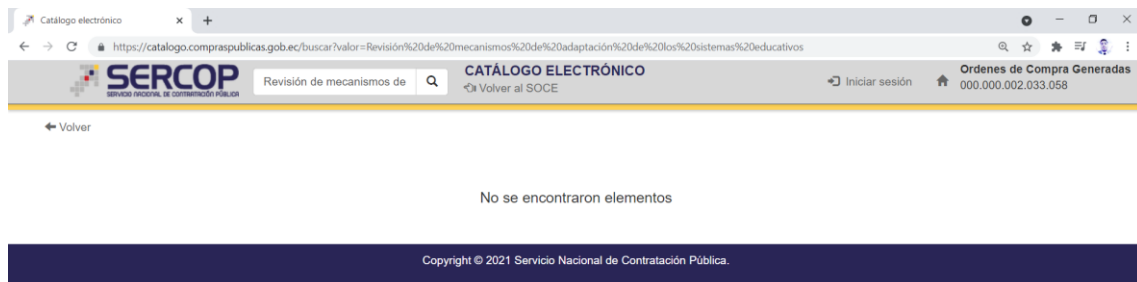 Catálogo electrónico
https://catalogo.compraspublicas.gob.ec/buscar?valor=Revisión%20de%20mecanismos%20de%20adaptación%20de%20los%20sistemas%20educativos
SERCOP
SERVICIO NACIONAL DE CONTRATACIÓN PÚBLICA
Revisión de mecanismos de
CATÁLOGO ELECTRÓNICO
Volver al SOCE
Iniciar sesión
Ordenes de Compra Generadas
000.000.002.033.058
Volver
No se encontraron elementos
Copyright © 2021 Servicio Nacional de Contratación Pública.